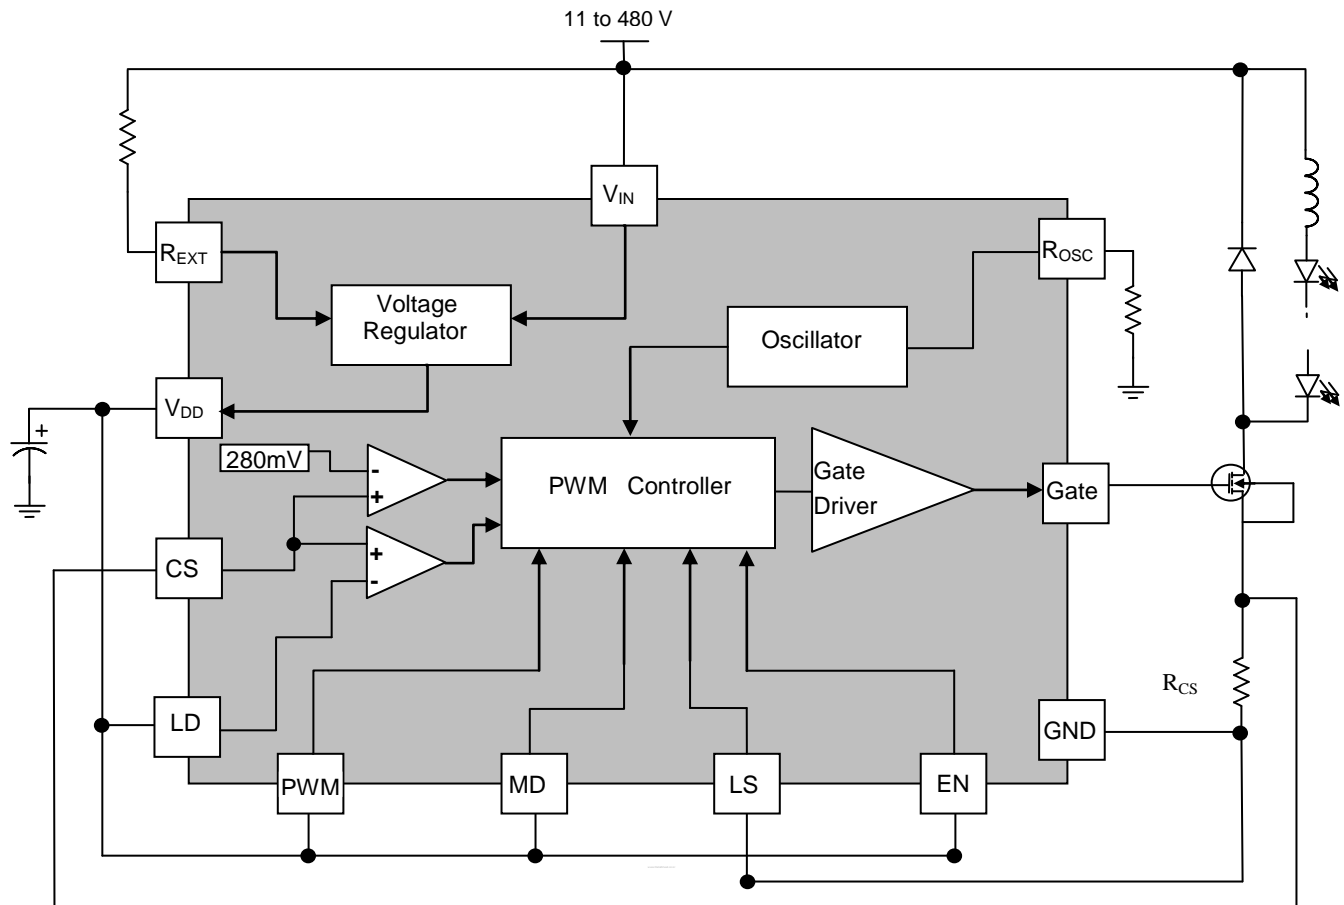 11 to 480 V
VIN
REXT
ROSC
Voltage
Regulator
Oscillator
VDD
+
280mV
-
+
PWM Controller
Gate
Driver
Gate
CS
+
-
LD
RCS
GND
PWM
MD
LS
EN